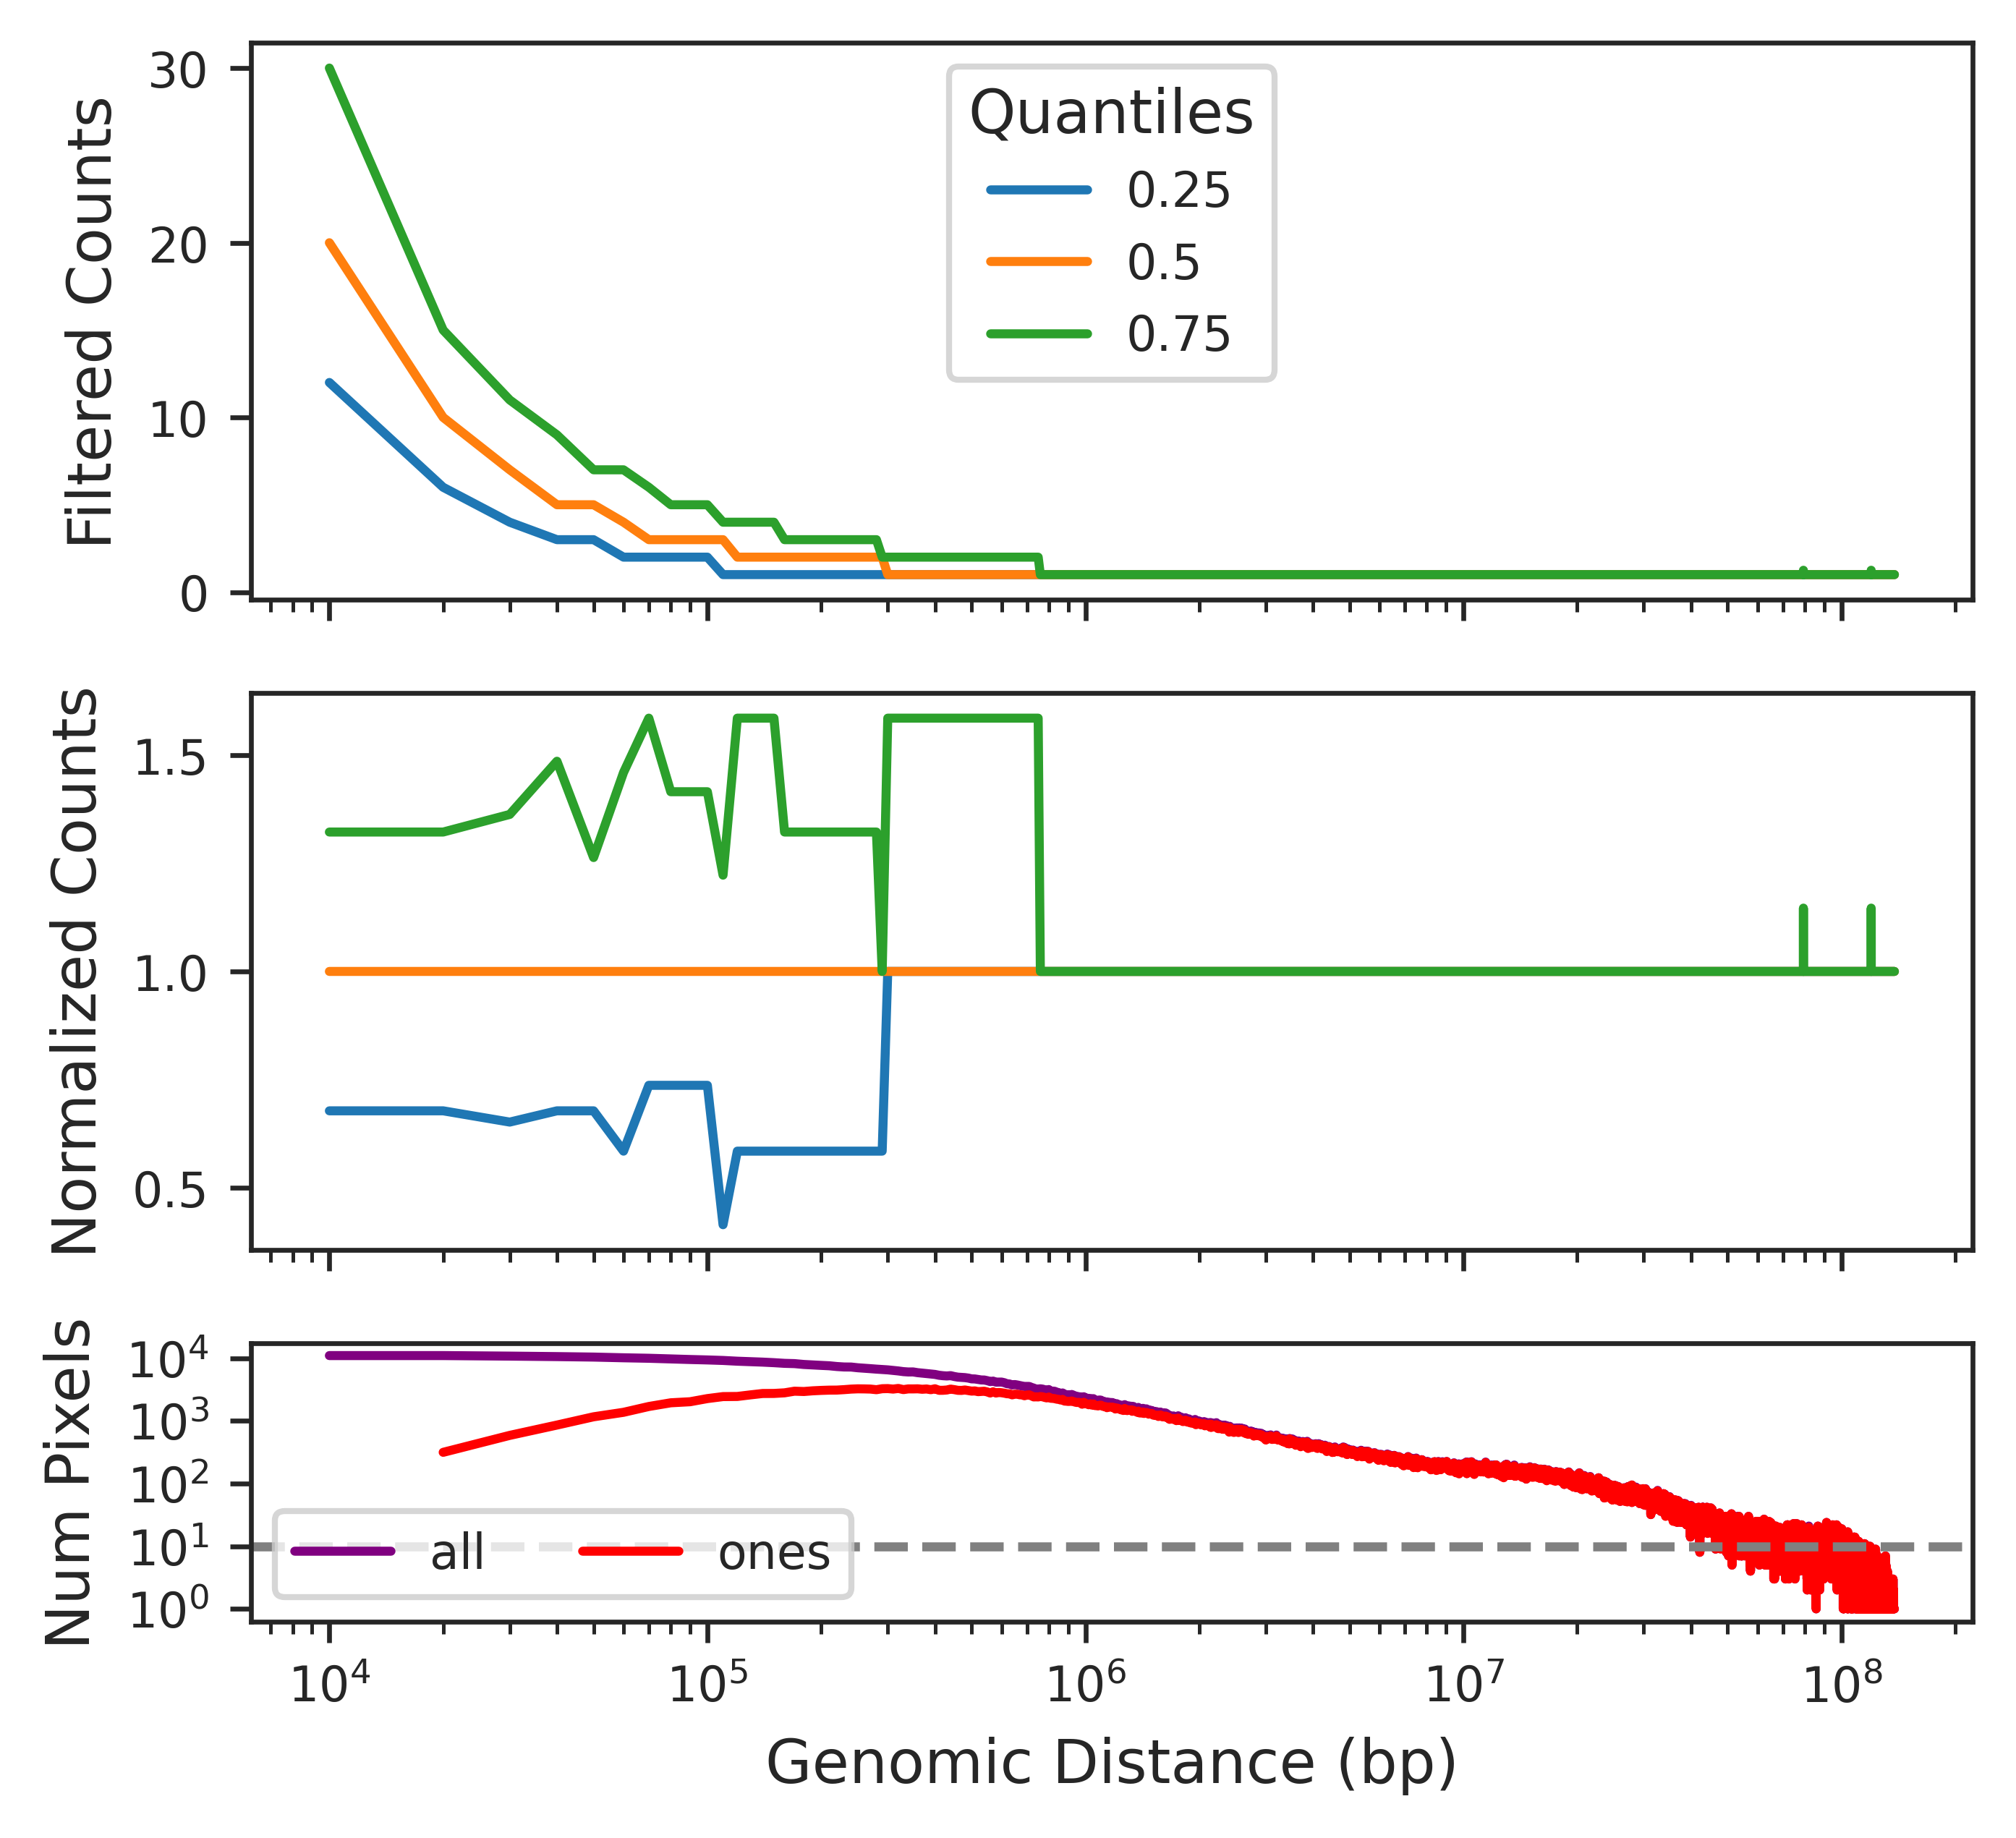 Filtered Counts
30
20
10
0
Quantiles
0.25
0.5
0.75
Normalized Counts
1.5
1.0
0.5
Num Pixels
10⁴
10³
10²
10¹
10⁰
all ones
10⁴ 10⁵ 10⁶ 10⁷ 10⁸
Genomic Distance (bp)